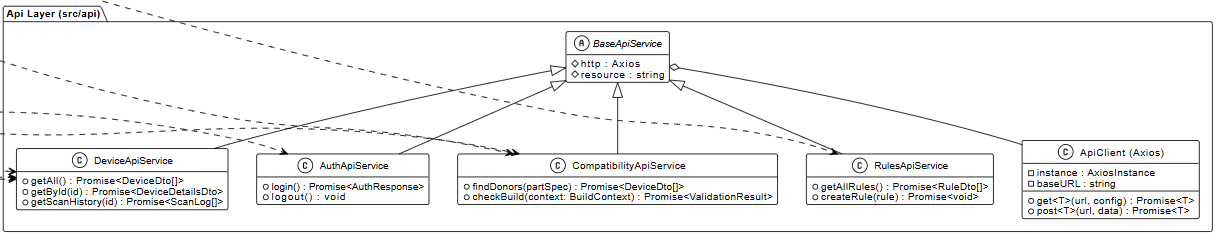 Api Layer (src/api)
A BaseApiService
http : Axios
resource : string
C DeviceApiService
getAll() : Promise<DeviceDto[]>
getById(id) : Promise<DeviceDetailsDto>
getScanHistory(id) : Promise<ScanLog[]>
C AuthApiService
login() : Promise<AuthResponse>
logout() : void
C CompatibilityApiService
findDonors(partSpec) : Promise<DeviceDto[]>
checkBuild(context: BuildContext) : Promise<ValidationResult>
C RulesApiService
getAllRules() : Promise<RuleDto[]>
createRule(rule) : Promise<void>
C ApiClient (Axios)
instance : AxiosInstance
baseURL : string
get<T>(url, config) : Promise<T>
post<T>(url, data) : Promise<T>